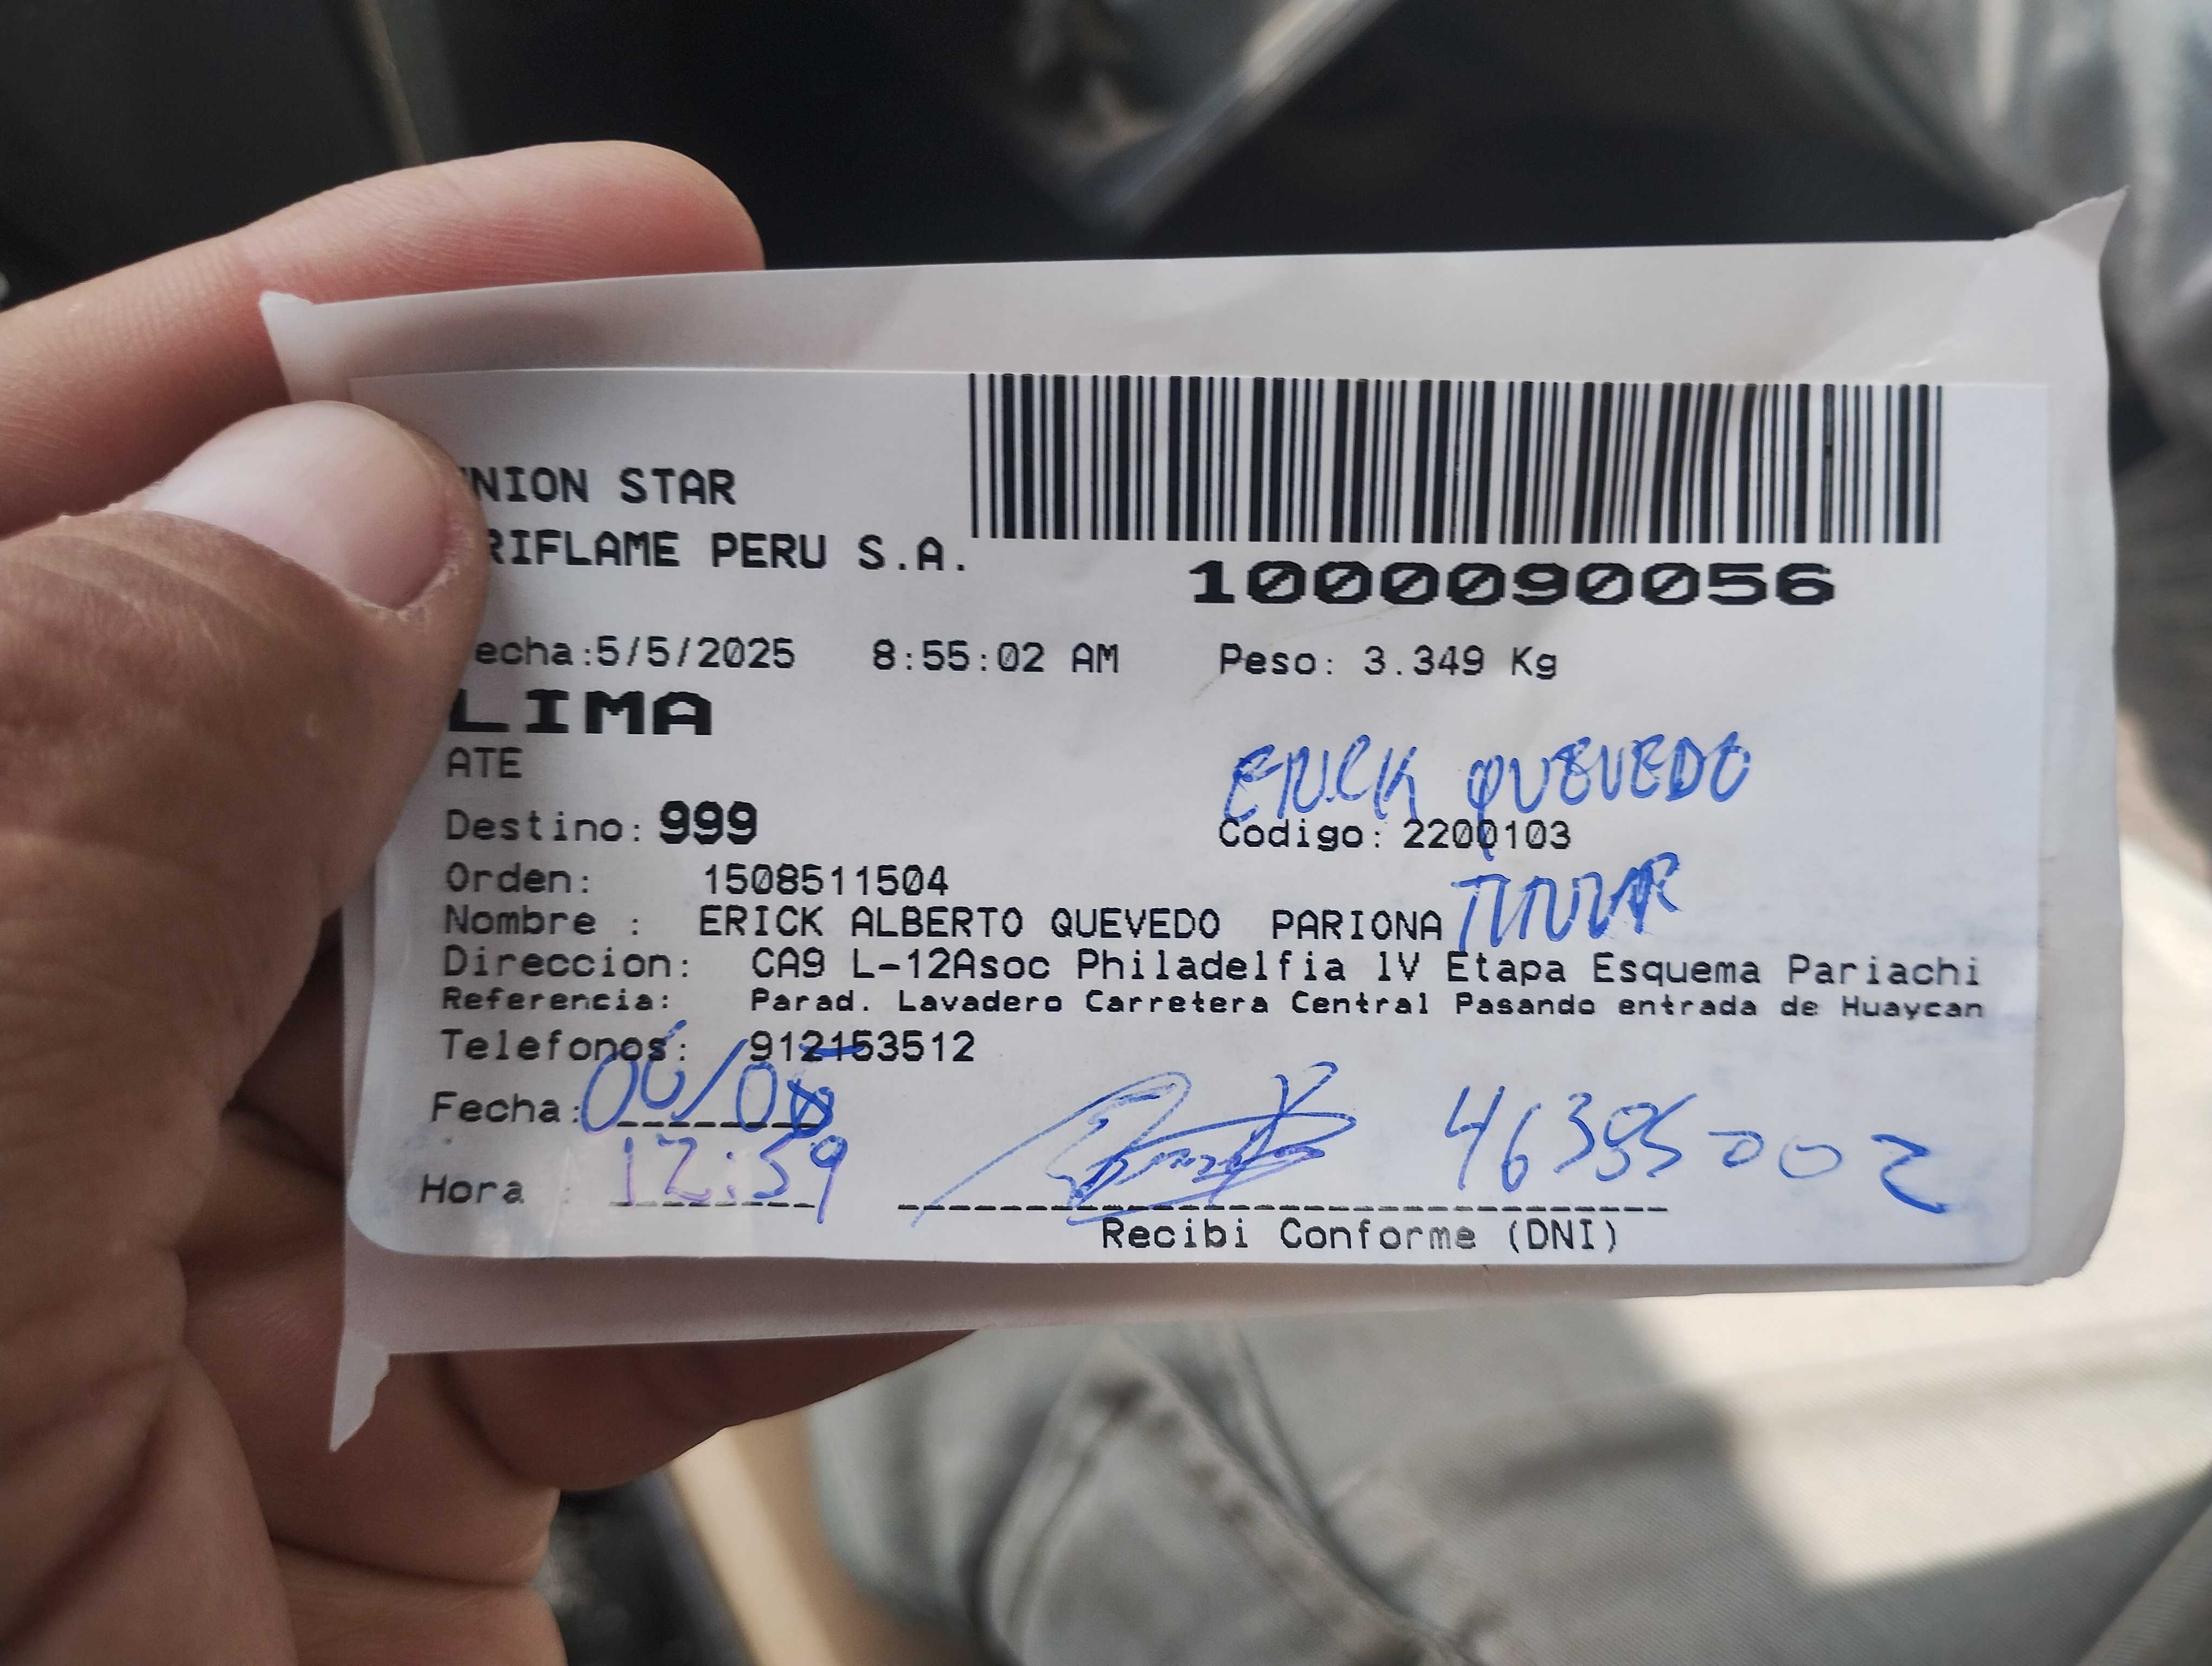 NION STAR
RIFLAME PERU S.A.
1000090056
echa:5/5/2025 8:55:02 AM Peso: 3.349 Kg
LIMA
ATE
ERICK QUEVEDO
Destino: 999 Codigo: 2200103
Orden: 1508511504
TITULAR
Nombre : ERICK ALBERTO QUEVEDO PARIONA
Direccion: CA9 L-12Asoc Philadelfia lV Etapa Esquema Pariachi
Referencia: Parad. Lavadero Carretera Central Pasando entrada de Huaycan
Telefonos: 912153512
Fecha: 06/05
Hora : 12:59
Recibi Conforme (DNI)